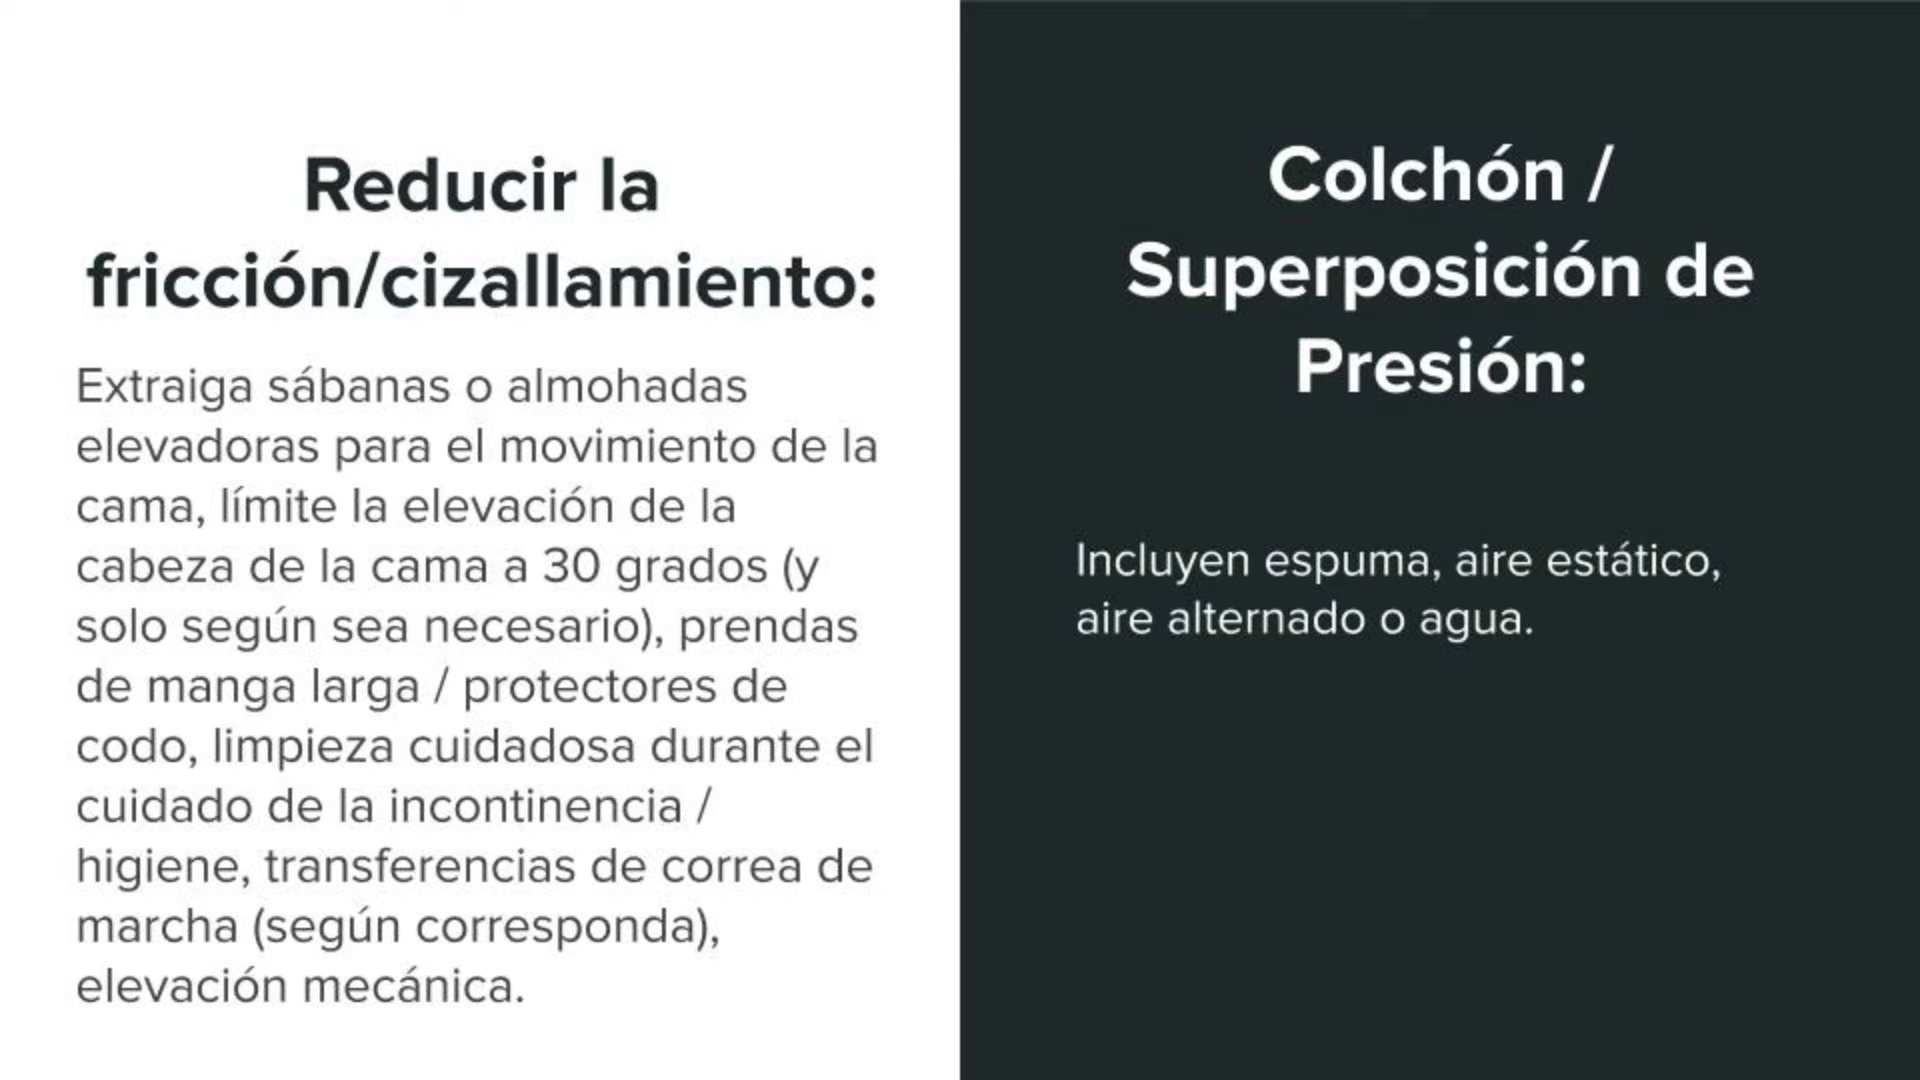 Reducir la
fricción/cizallamiento:
Extraiga sábanas o almohadas
elevadoras para el movimiento de la
cama, límite la elevación de la
cabeza de la cama a 30 grados (y
solo según sea necesario), prendas
de manga larga / protectores de
codo, limpieza cuidadosa durante el
cuidado de la incontinencia /
higiene, transferencias de correa de
marcha (según corresponda),
elevación mecánica.
Colchón /
Superposición de
Presión:
Incluyen espuma, aire estático,
aire alternado o agua.